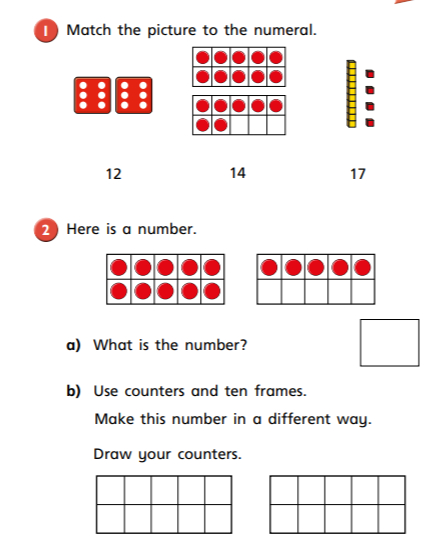 1 Match the picture to the numeral.
12 14 17
2 Here is a number.
a) What is the number?
b) Use counters and ten frames.
Make this number in a different way.
Draw your counters.